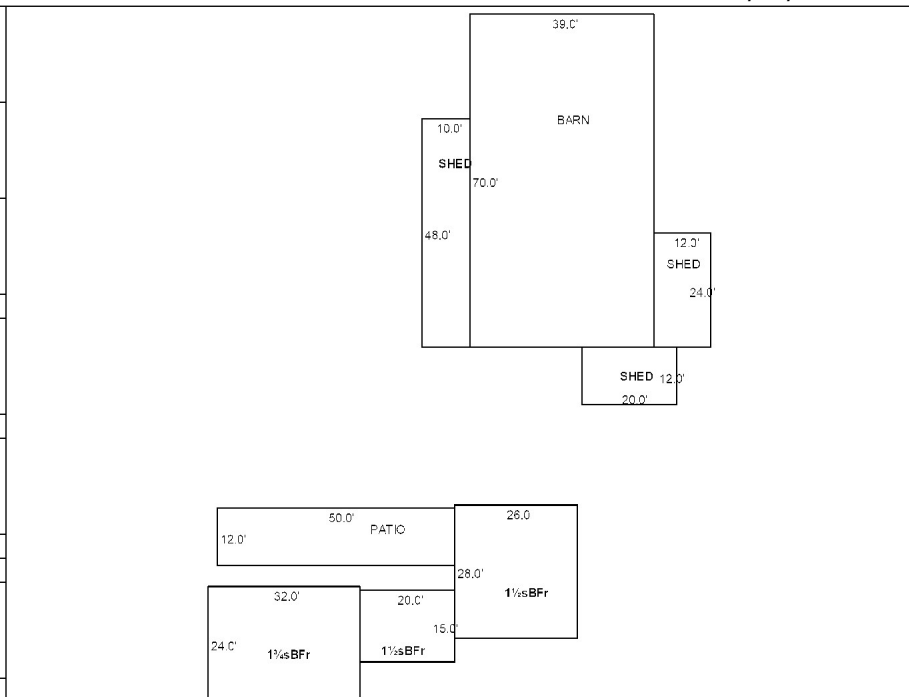 39.0'
BARN
10.0'
SHED
70.0'
48.0'
12.0'
SHED
24.0'
SHED 12.0'
20.0'
50.0'
PATIO
12.0'
26.0
28.0'
1½sBFr
32.0'
20.0'
15.0'
24.0'
1¾sBFr
1½sBFr